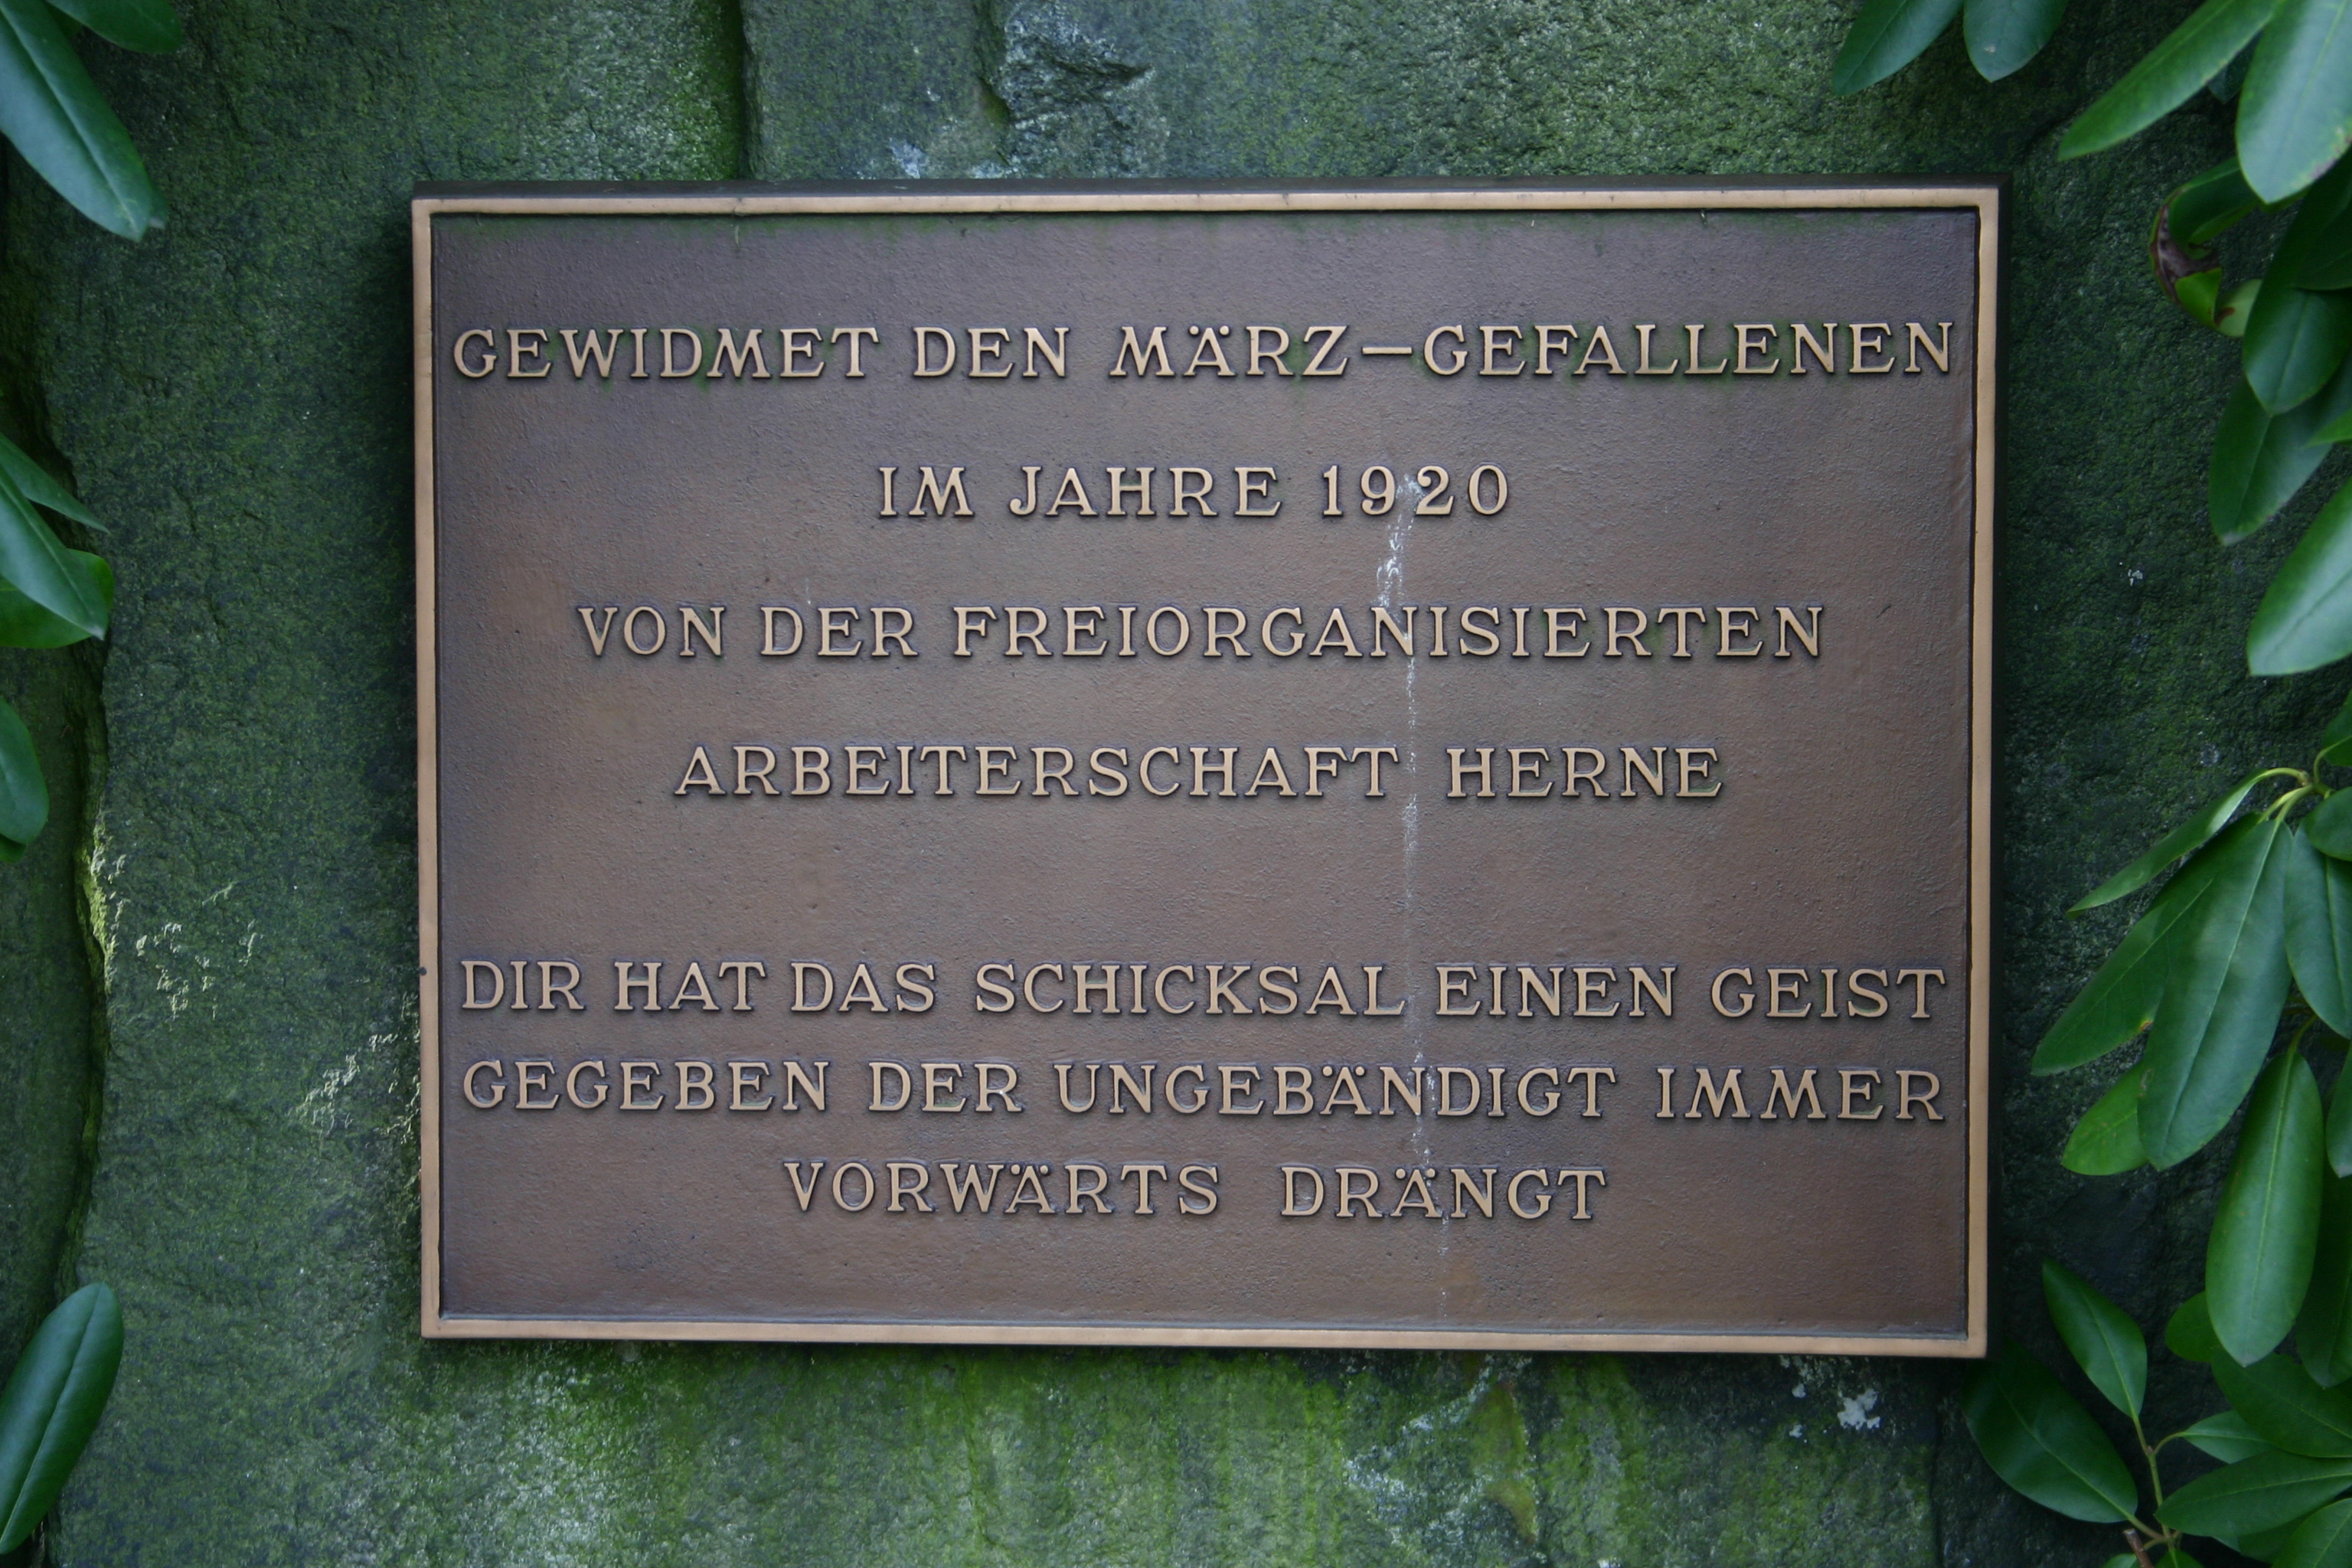 GEWIDMET DEN MÄRZ–GEFALLENEN
IM JAHRE 1920
VON DER FREIORGANISIERTEN
ARBEITERSCHAFT HERNE
DIR HAT DAS SCHICKSAL EINEN GEIST
GEGEBEN DER UNGEBÄNDIGT IMMER
VORWÄRTS DRÄNGT